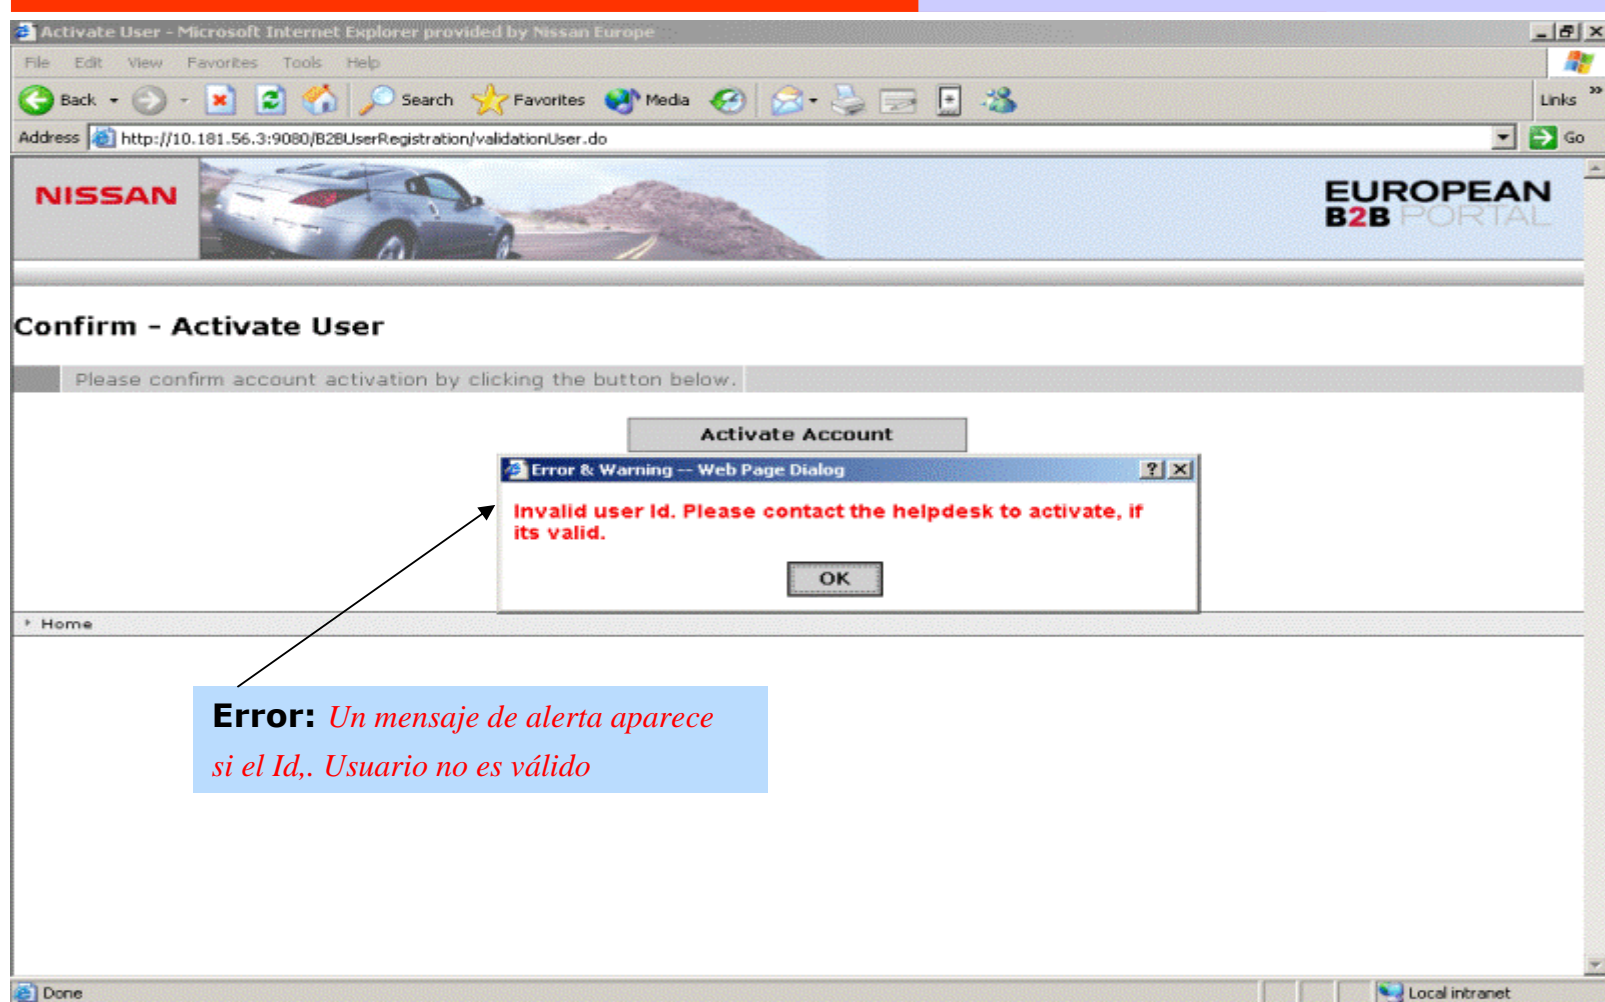 Activate User - Microsoft Internet Explorer provided by Nissan Europe
File Edit View Favorites Tools Help
Back Search Favorites Media Links »
Address http://10.181.56.3:9080/B2BUserRegistration/validationUser.do Go
NISSAN
EUROPEAN
B2B PORTAL
Confirm - Activate User
Please confirm account activation by clicking the button below.
Activate Account
Error & Warning -- Web Page Dialog
Invalid user Id. Please contact the helpdesk to activate, if
its valid.
OK
Home
Error: Un mensaje de alerta aparece
si el Id,. Usuario no es válido
Done Local intranet